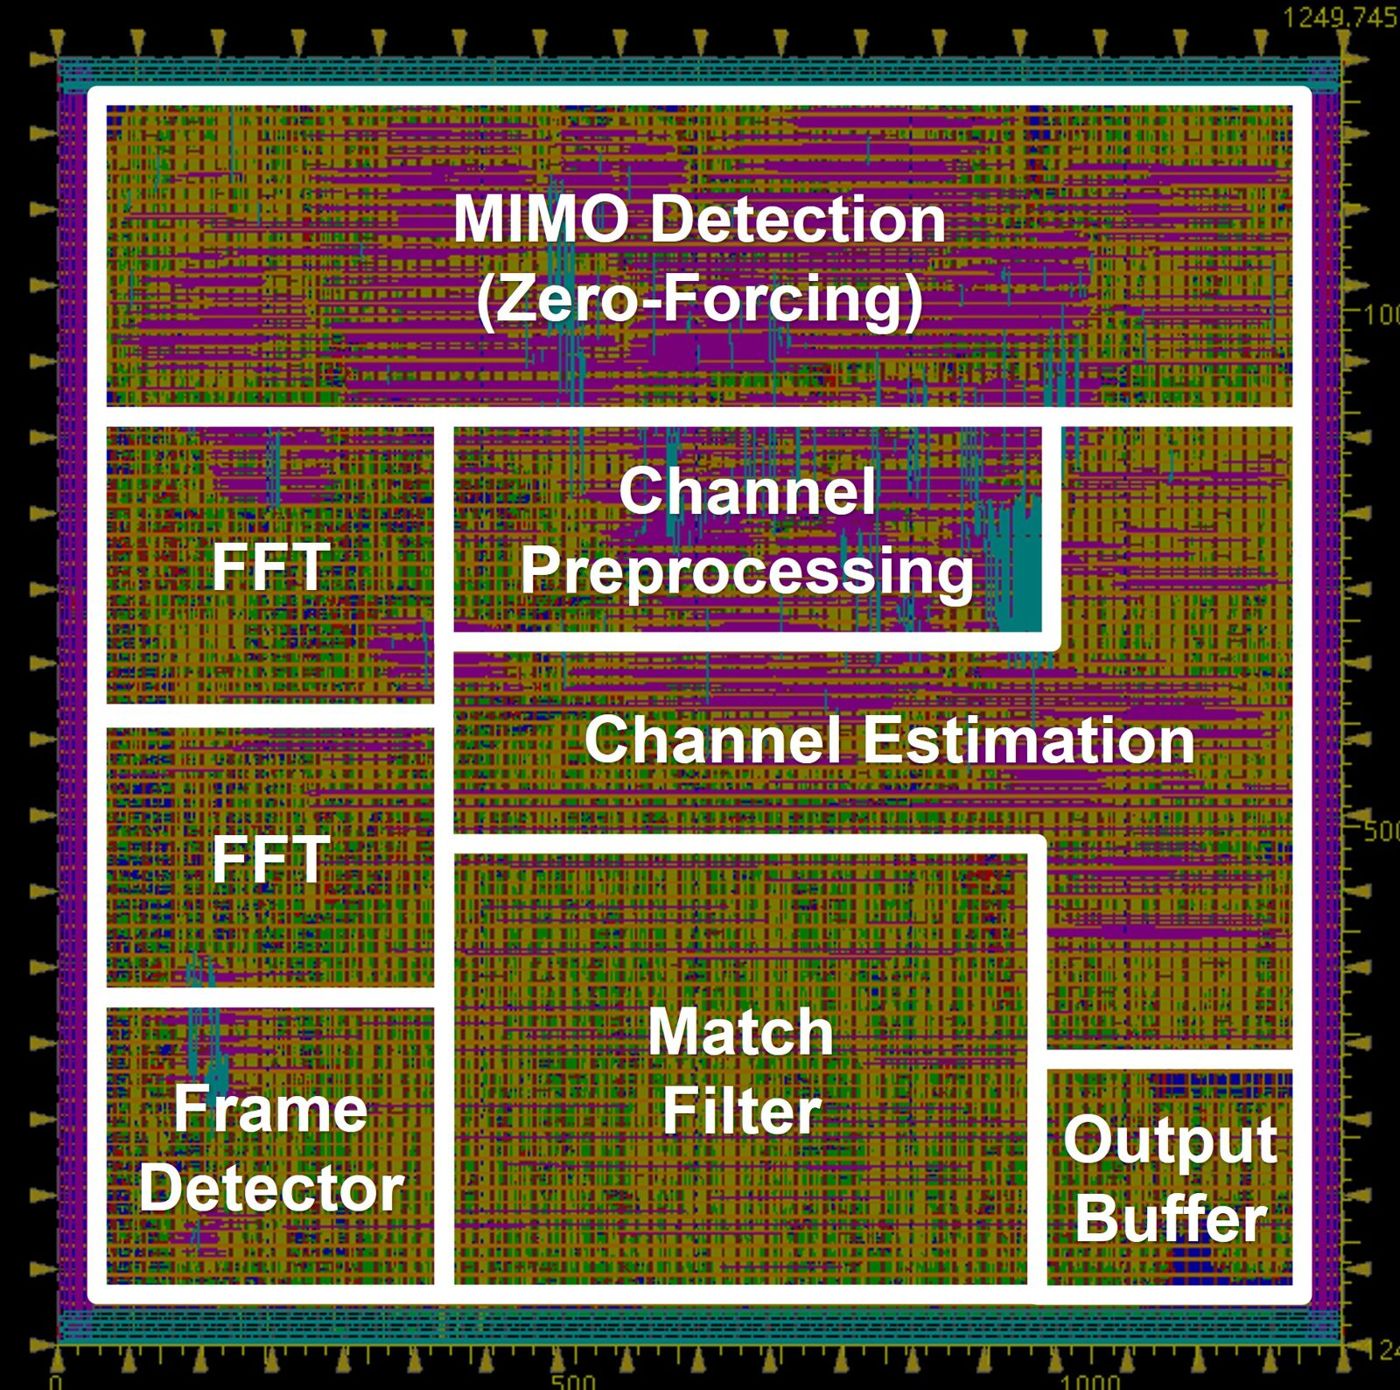 1249.745
MIMO Detection
(Zero-Forcing)
FFT
Channel
Preprocessing
Channel Estimation
FFT
500
Match
Filter
Frame
Detector
Output
Buffer
0
500
1000